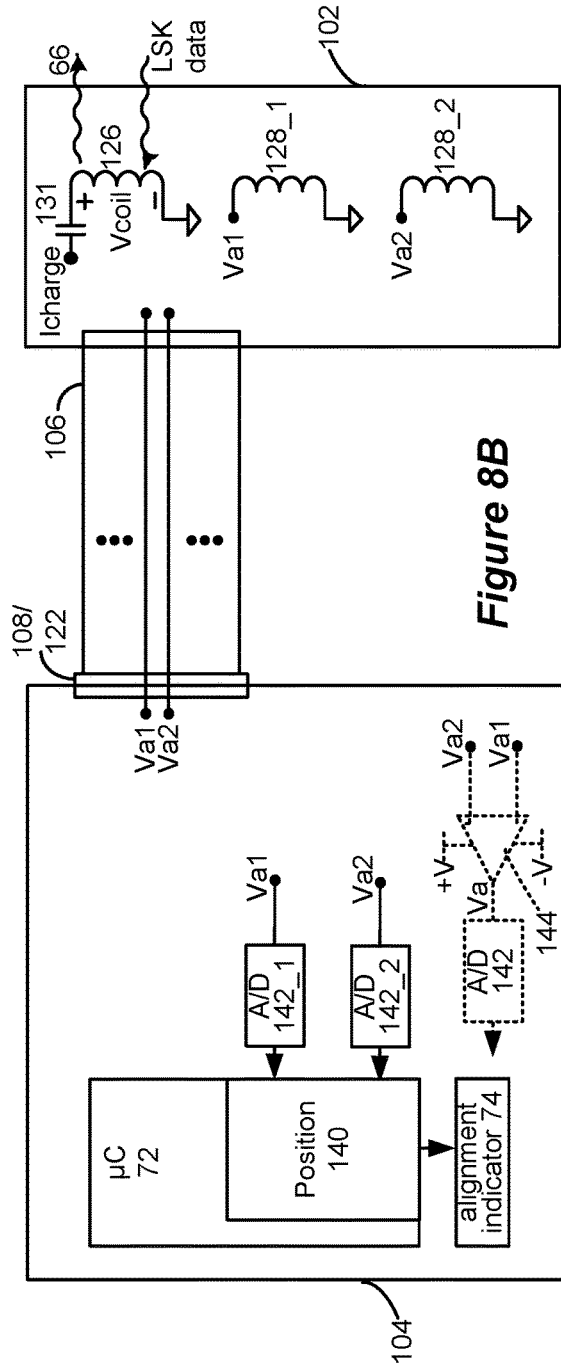 µC
72
Position
140
alignment
indicator 74
104
A/D
142_1
A/D
142_2
Va1
Va2
A/D
142
Va
144
+V
-V
Va2
Va1
Va1
Va2
108/
122
106
Icharge
131
+
Vcoil
-
126
66
LSK
data
Va1
128_1
Va2
128_2
102
Figure 8B